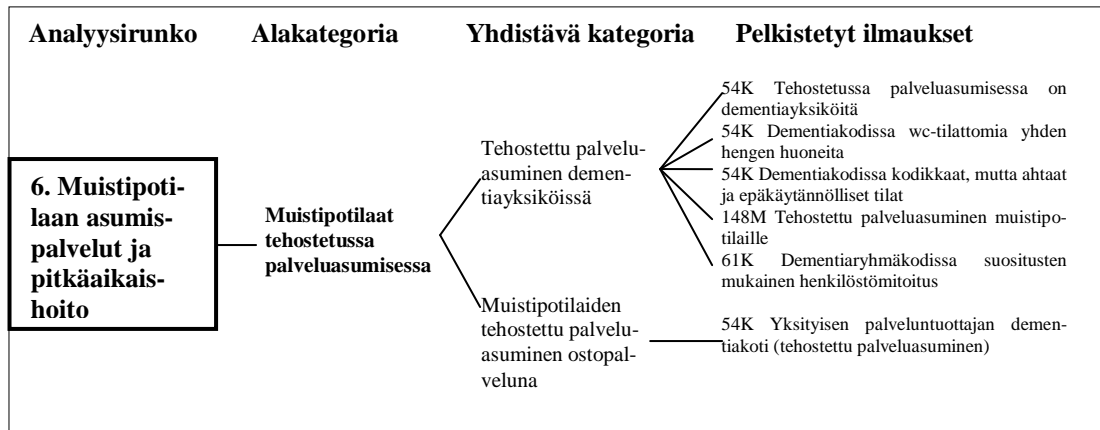 Analyysirunko Alakategoria Yhdistävä kategoria Pelkistetyt ilmaukset
6. Muistipoti-
laan asumis-
palvelut ja
pitkäaikais-
hoito
Muistipotilaat
tehostetussa
palveluasumisessa
Tehostettu palvelu-
asuminen demen-
tiayksiköissä
Muistipotilaiden
tehostettu palvelu-
asuminen ostopal-
veluna
54K Tehostetussa palveluasumisessa on
dementiayksiköitä
54K Dementiakodissa wc-tilattomia yhden
hengen huoneita
54K Dementiakodissa kodikkaat, mutta ahtaat
ja epäkäytännölliset tilat
148M Tehostettu palveluasuminen muistipo-
tilaille
61K Dementiaryhmäkodissa suositusten
mukainen henkilöstömitoitus
54K Yksityisen palveluntuottajan demen-
tiakoti (tehostettu palveluasuminen)